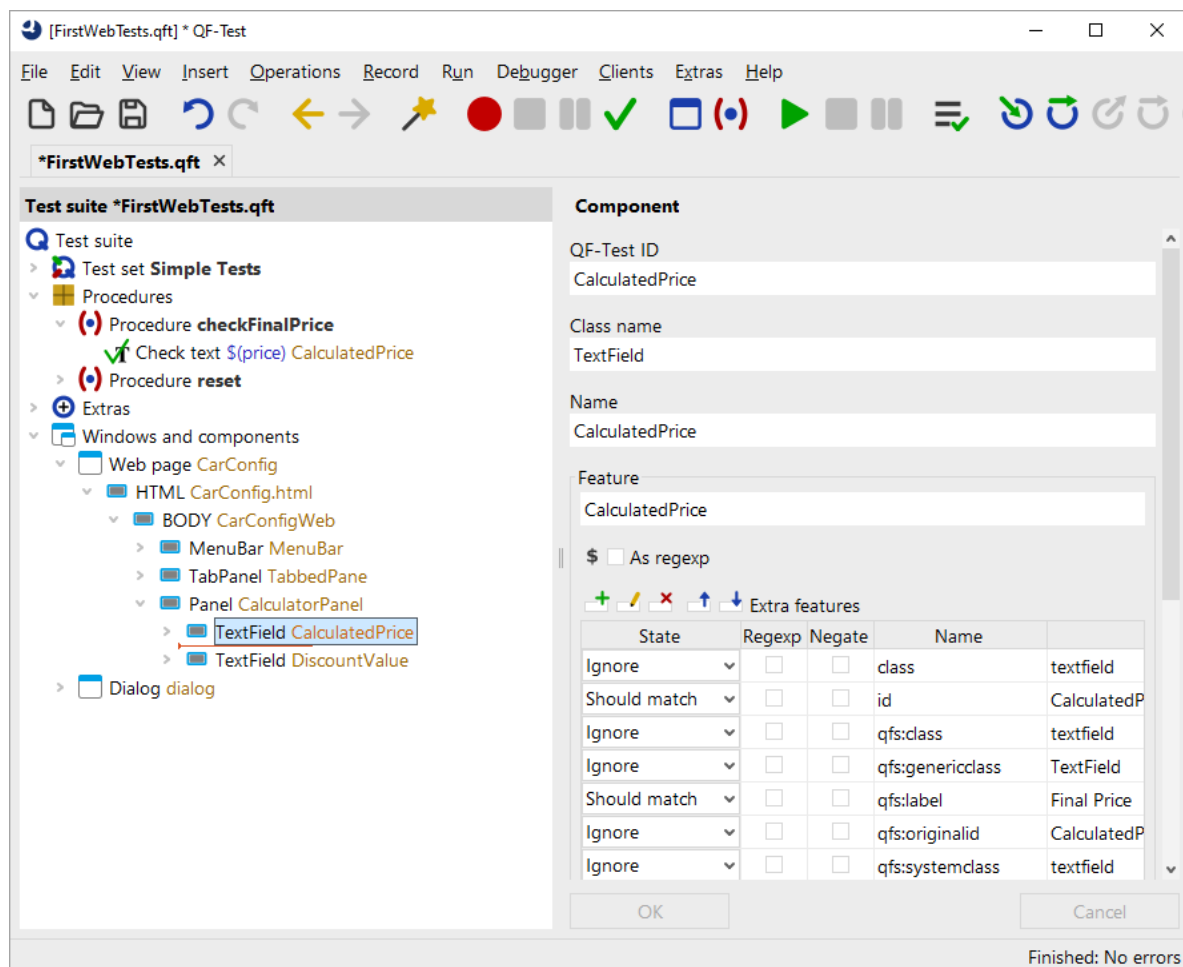 [FirstWebTests.qft] * QF-Test
File Edit View Insert Operations Record Run Debugger Clients Extras Help
*FirstWebTests.qft
Test suite *FirstWebTests.qft
Test suite
Test set Simple Tests
Procedures
Procedure checkFinalPrice
Check text $(price) CalculatedPrice
Procedure reset
Extras
Windows and components
Web page CarConfig
HTML CarConfig.html
BODY CarConfigWeb
MenuBar MenuBar
TabPanel TabbedPane
Panel CalculatorPanel
TextField CalculatedPrice
TextField DiscountValue
Dialog dialog
Component
QF-Test ID
CalculatedPrice
Class name
TextField
Name
CalculatedPrice
Feature
CalculatedPrice
$ As regexp
Extra features
State Regexp Negate Name
Ignore class textfield
Should match id CalculatedP
Ignore qfs:class textfield
Ignore qfs:genericclass TextField
Should match qfs:label Final Price
Ignore qfs:originalid CalculatedP
Ignore qfs:systemclass textfield
OK Cancel
Finished: No errors